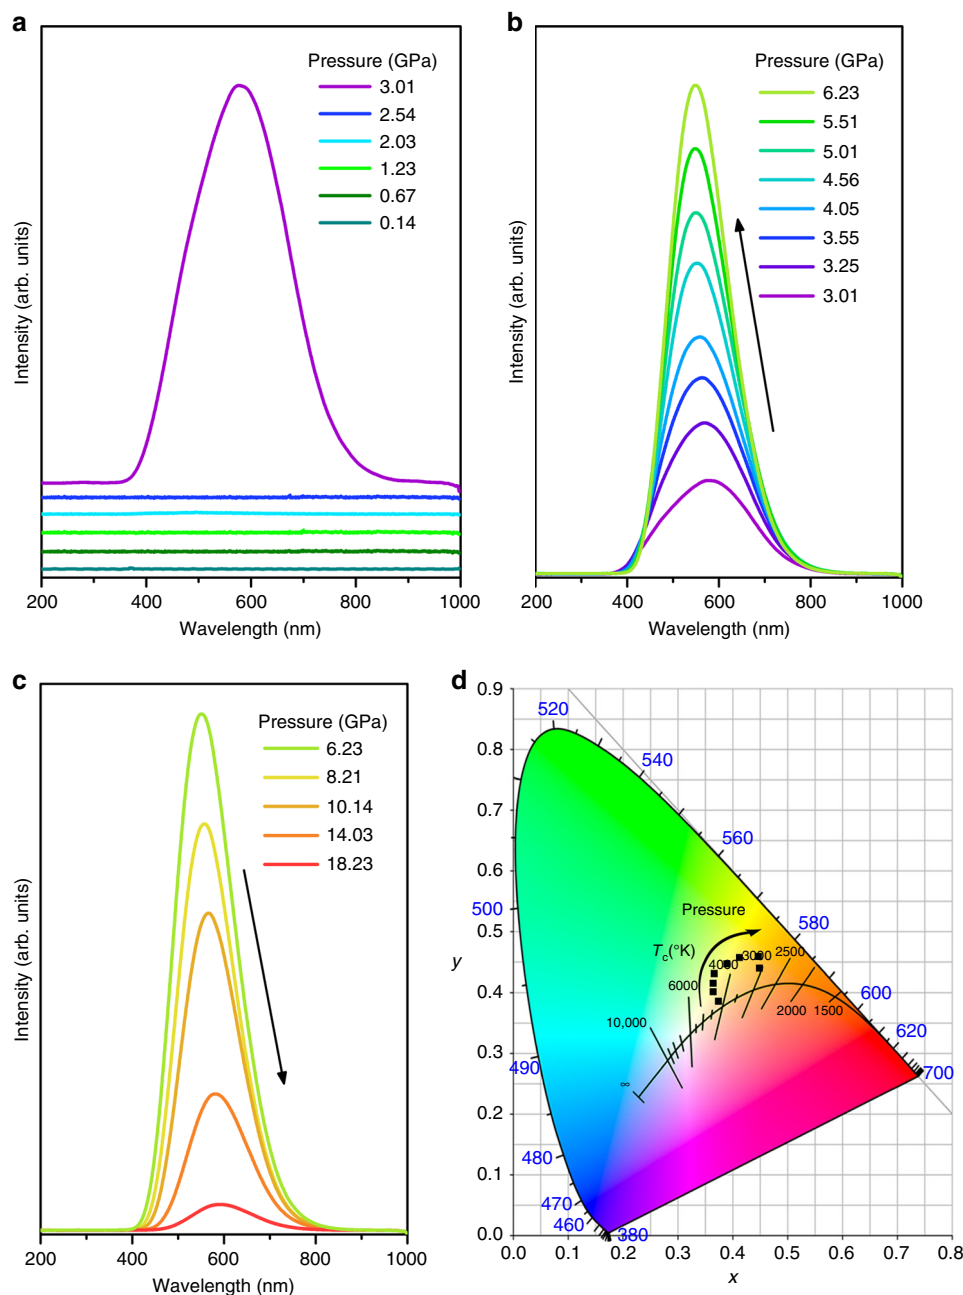 a
Pressure (GPa)
3.01
2.54
2.03
1.23
0.67
0.14
Intensity (arb. units)
200 400 600 800 1000
Wavelength (nm)
b
Pressure (GPa)
6.23
5.51
5.01
4.56
4.05
3.55
3.25
3.01
Intensity (arb. units)
200 400 600 800 1000
Wavelength (nm)
c
Pressure (GPa)
6.23
8.21
10.14
14.03
18.23
Intensity (arb. units)
200 400 600 800 1000
Wavelength (nm)
d
0.9
0.8
0.7
0.6
0.5
0.4
0.3
0.2
0.1
0.0
y
520
540
560
500
580
600
620
490
700
480
470
460
380
Pressure
Tc(°K)
2500
3000
4000
6000
10,000
2000
1500
∞
0.0 0.1 0.2 0.3 0.4 0.5 0.6 0.7 0.8
x